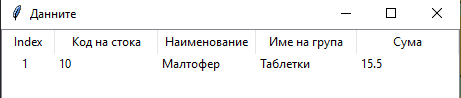 Данните
Index Код на стока Наименование Име на група Сума
1 10 Малтофер Таблетки 15.5